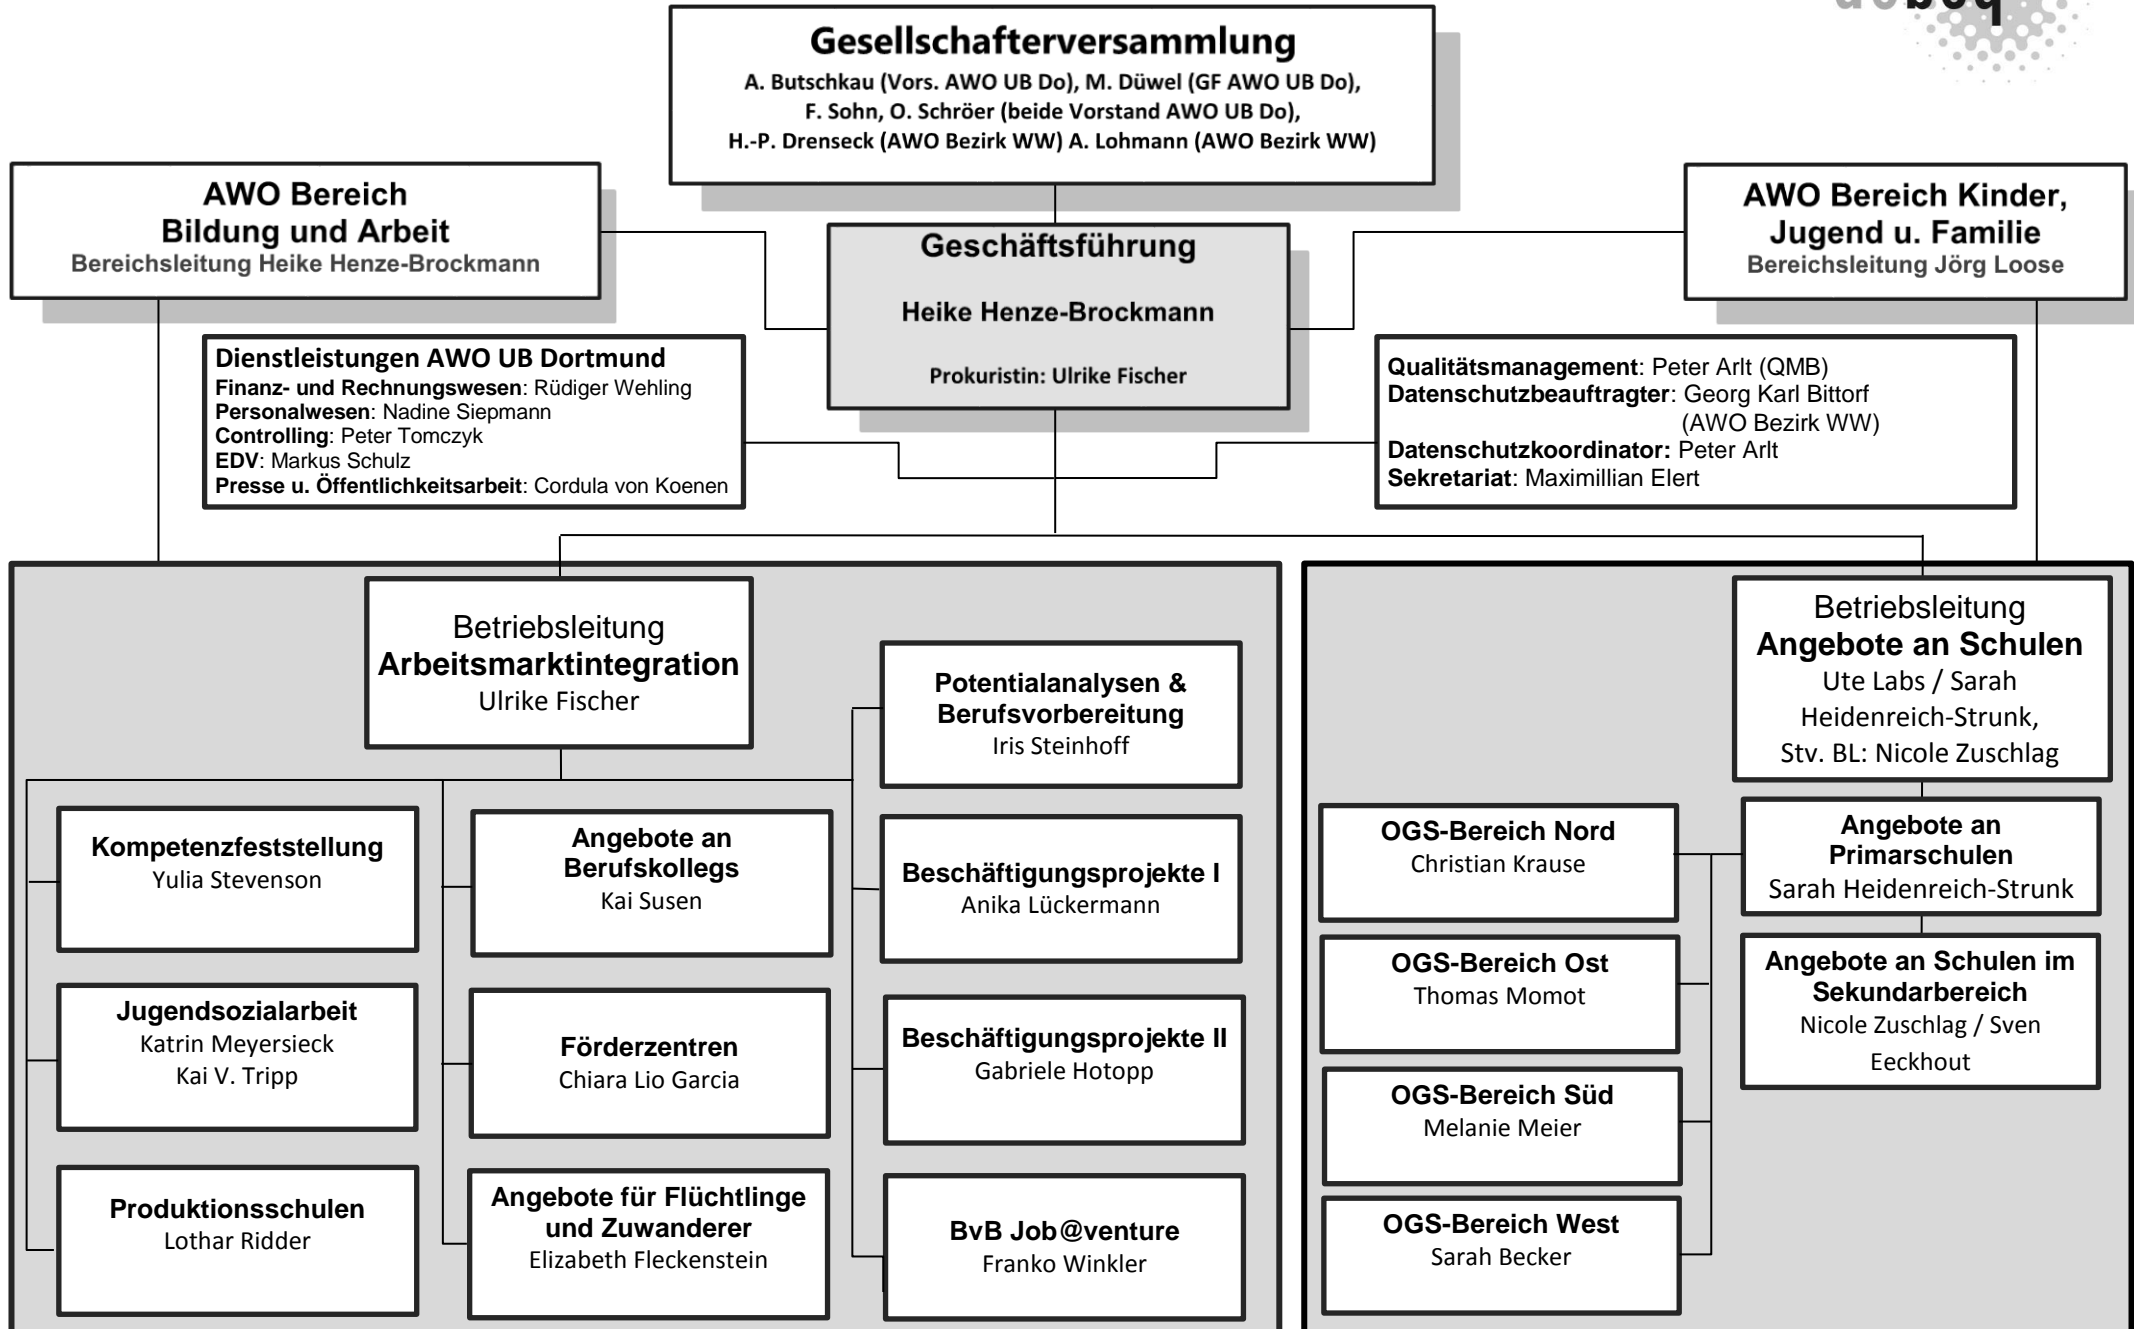 Gesellschafterversammlung
A. Butschkau (Vors. AWO UB Do), M. Düwel (GF AWO UB Do),
F. Sohn, O. Schröer (beide Vorstand AWO UB Do),
H.-P. Drenseck (AWO Bezirk WW) A. Lohmann (AWO Bezirk WW)
AWO Bereich
Bildung und Arbeit
Bereichsleitung Heike Henze-Brockmann
Geschäftsführung
Heike Henze-Brockmann
Prokuristin: Ulrike Fischer
AWO Bereich Kinder,
Jugend u. Familie
Bereichsleitung Jörg Loose
Dienstleistungen AWO UB Dortmund
Finanz- und Rechnungswesen: Rüdiger Wehling
Personalwesen: Nadine Siepmann
Controlling: Peter Tomczyk
EDV: Markus Schulz
Presse u. Öffentlichkeitsarbeit: Cordula von Koenen
Qualitätsmanagement: Peter Arlt (QMB)
Datenschutzbeauftragter: Georg Karl Bittorf
(AWO Bezirk WW)
Datenschutzkoordinator: Peter Arlt
Sekretariat: Maximillian Elert
Betriebsleitung
Arbeitsmarktintegration
Ulrike Fischer
Kompetenzfeststellung
Yulia Stevenson
Jugendsozialarbeit
Katrin Meyersieck
Kai V. Tripp
Produktionsschulen
Lothar Ridder
Angebote an
Berufskollegs
Kai Susen
Förderzentren
Chiara Lio Garcia
Angebote für Flüchtlinge
und Zuwanderer
Elizabeth Fleckenstein
Potentialanalysen &
Berufsvorbereitung
Iris Steinhoff
Beschäftigungsprojekte I
Anika Lückermann
Beschäftigungsprojekte II
Gabriele Hotopp
BvB Job@venture
Franko Winkler
Betriebsleitung
Angebote an Schulen
Ute Labs / Sarah
Heidenreich-Strunk,
Stv. BL: Nicole Zuschlag
OGS-Bereich Nord
Christian Krause
OGS-Bereich Ost
Thomas Momot
OGS-Bereich Süd
Melanie Meier
OGS-Bereich West
Sarah Becker
Angebote an
Primarschulen
Sarah Heidenreich-Strunk
Angebote an Schulen im
Sekundarbereich
Nicole Zuschlag / Sven
Eeckhout